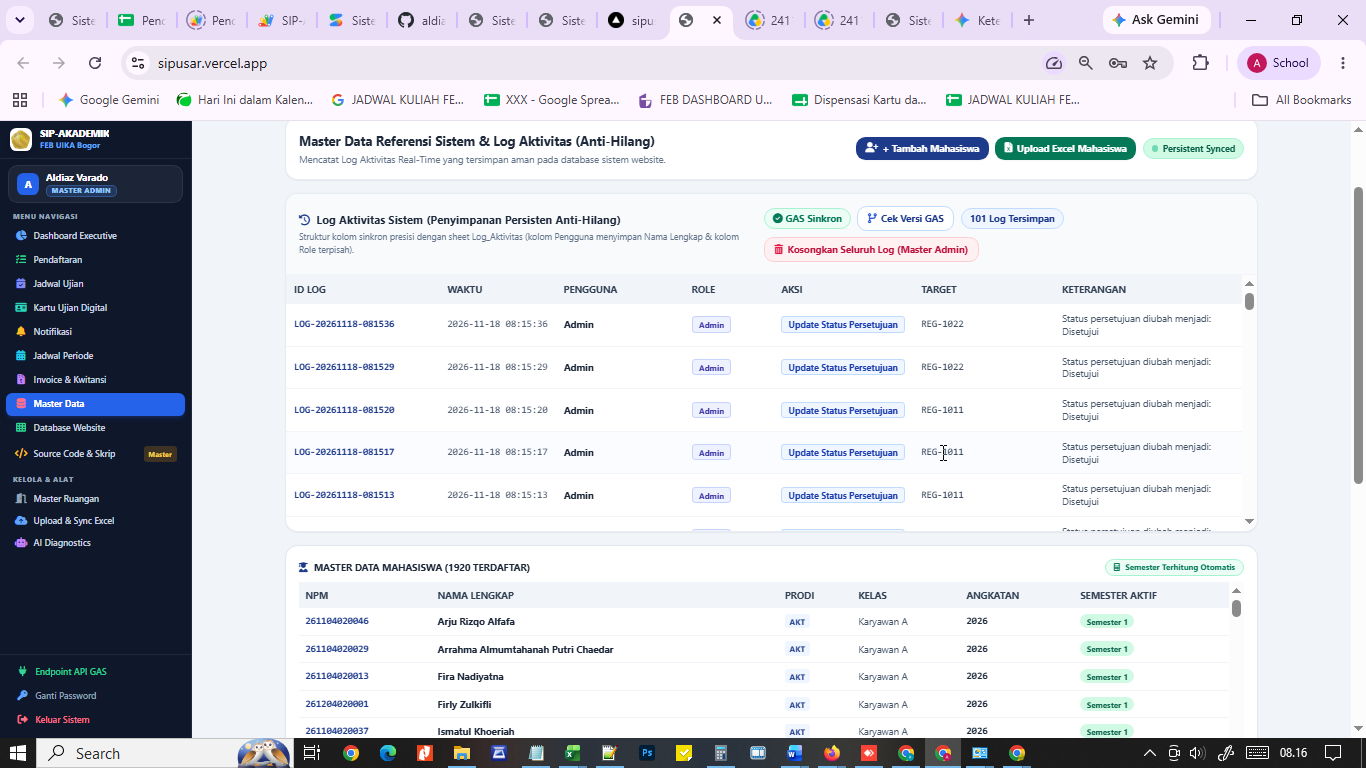 Siste
Penc
Penc
SIP-
Siste
aldia
Siste
Siste
sipu
241
241
Siste
Kete
Ask Gemini
sipusar.vercel.app
A School
Google Gemini
Hari Ini dalam Kalen...
JADWAL KULIAH FE...
XXX - Google Sprea...
FEB DASHBOARD U...
Dispensasi Kartu da...
JADWAL KULIAH FE...
All Bookmarks
SIP-AKADEMIK
FEB UIKA Bogor
A
Aldiaz Varado
MASTER ADMIN
MENU NAVIGASI
Dashboard Executive
Pendaftaran
Jadwal Ujian
Kartu Ujian Digital
Notifikasi
Jadwal Periode
Invoice & Kwitansi
Master Data
Database Website
Source Code & Skrip
Master
KELOLA & ALAT
Master Ruangan
Upload & Sync Excel
AI Diagnostics
Endpoint API GAS
Ganti Password
Keluar Sistem
Master Data Referensi Sistem & Log Aktivitas (Anti-Hilang)
Mencatat Log Aktivitas Real-Time yang tersimpan aman pada database sistem website.
+ Tambah Mahasiswa
Upload Excel Mahasiswa
Persistent Synced
Log Aktivitas Sistem (Penyimpanan Persisten Anti-Hilang)
Struktur kolom sinkron presisi dengan sheet Log_Aktivitas (kolom Pengguna menyimpan Nama Lengkap & kolom
Role terpisah).
GAS Sinkron
Cek Versi GAS
101 Log Tersimpan
Kosongkan Seluruh Log (Master Admin)
ID LOG WAKTU PENGGUNA ROLE AKSI TARGET KETERANGAN
LOG-20261118-081536 2026-11-18 08:15:36 Admin Admin Update Status Persetujuan REG-1022 Status persetujuan diubah menjadi:
Disetujui
LOG-20261118-081529 2026-11-18 08:15:29 Admin Admin Update Status Persetujuan REG-1022 Status persetujuan diubah menjadi:
Disetujui
LOG-20261118-081520 2026-11-18 08:15:20 Admin Admin Update Status Persetujuan REG-1011 Status persetujuan diubah menjadi:
Disetujui
LOG-20261118-081517 2026-11-18 08:15:17 Admin Admin Update Status Persetujuan REG-1011 Status persetujuan diubah menjadi:
Disetujui
LOG-20261118-081513 2026-11-18 08:15:13 Admin Admin Update Status Persetujuan REG-1011 Status persetujuan diubah menjadi:
Disetujui
MASTER DATA MAHASISWA (1920 TERDAFTAR)
Semester Terhitung Otomatis
NPM NAMA LENGKAP PRODI KELAS ANGKATAN SEMESTER AKTIF
261104020046 Arju Rizqo Alfafa AKT Karyawan A 2026 Semester 1
261104020029 Arrahma Almumtahanah Putri Chaedar AKT Karyawan A 2026 Semester 1
261104020013 Fira Nadiyatna AKT Karyawan A 2026 Semester 1
261204020001 Firly Zulkifli AKT Karyawan A 2026 Semester 1
261104020037 Ismatul Khoeriah AKT Karyawan A 2026 Semester 1
Search
08.16